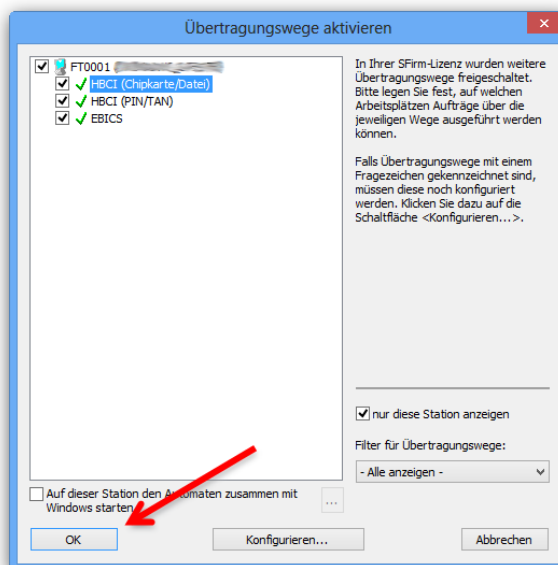 Übertragungswege aktivieren
FT0001
HBCI (Chipkarte/Datei)
HBCI (PIN/TAN)
EBICS
In Ihrer SFirm-Lizenz wurden weitere
Übertragungswege freigeschaltet.
Bitte legen Sie fest, auf welchen
Arbeitsplätzen Aufträge über die
jeweiligen Wege ausgeführt werden
können.
Falls Übertragungswege mit einem
Fragezeichen gekennzeichnet sind,
müssen diese noch konfiguriert
werden. Klicken Sie dazu auf die
Schaltfläche <Konfigurieren...>.
nur diese Station anzeigen
Filter für Übertragungswege:
- Alle anzeigen -
Auf dieser Station den Automaten zusammen mit
Windows starten
...
OK
Konfigurieren...
Abbrechen